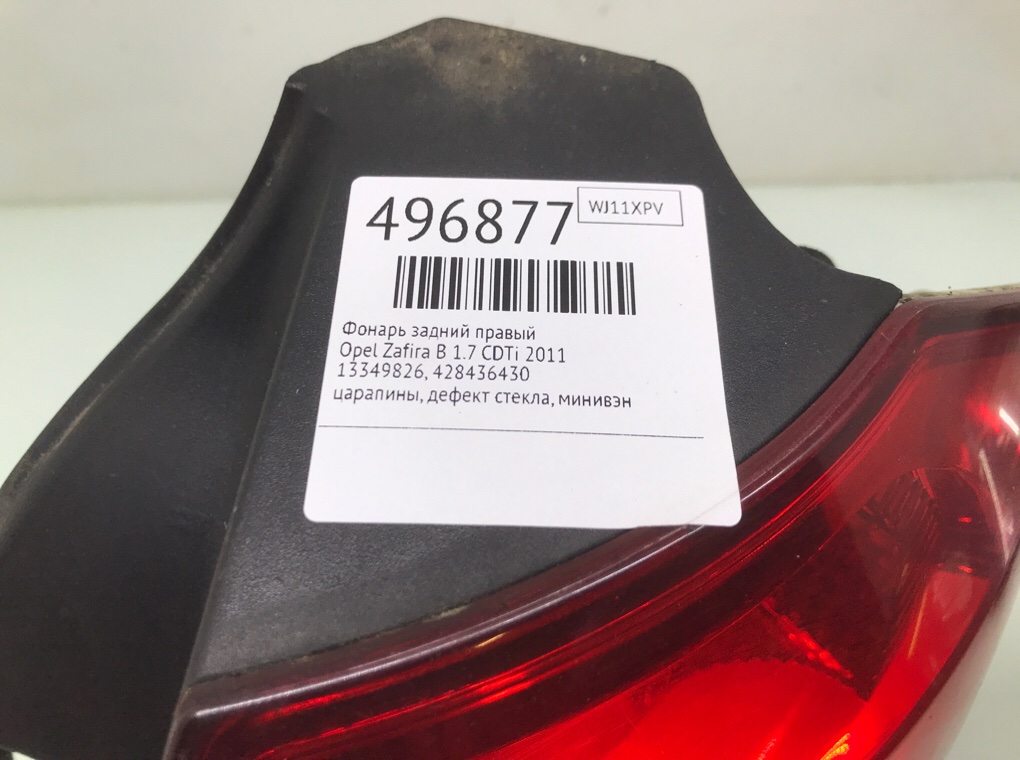 496877
WJ11XPV
Фонарь задний правый
Opel Zafira B 1.7 CDTi 2011
13349826, 428436430
царапины, дефект стекла, минивэн